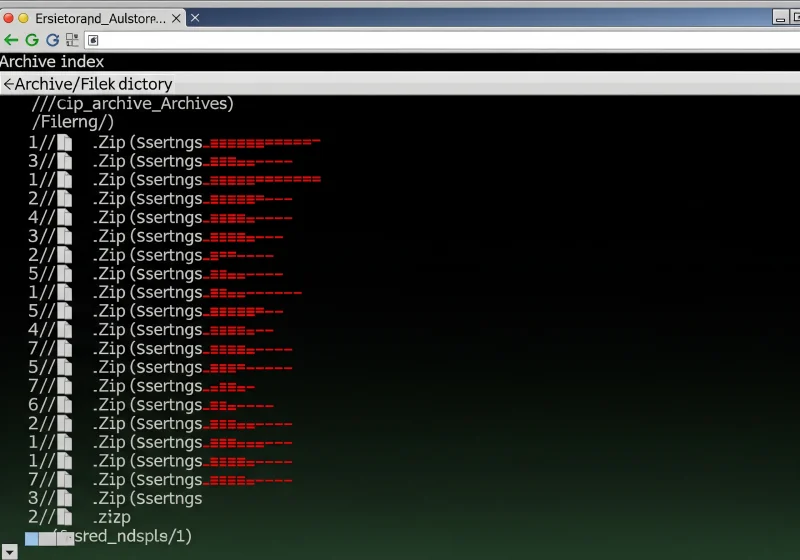 Ersietorand_Aulstore...
Archive index
←Archive/Filek dictory
///cip_archive_Archives)
/Filerng/)
1// .Zip (Ssertngs
3// .Zip (Ssertngs
1// .Zip (Ssertngs
2// .Zip (Ssertngs
4// .Zip (Ssertngs
3// .Zip (Ssertngs
2// .Zip (Ssertngs
5// .Zip (Ssertngs
1// .Zip (Ssertngs
5// .Zip (Ssertngs
4// .Zip (Ssertngs
7// .Zip (Ssertngs
5// .Zip (Ssertngs
7// .Zip (Ssertngs
6// .Zip (Ssertngs
2// .Zip (Ssertngs
1// .Zip (Ssertngs
1// .Zip (Ssertngs
7// .Zip (Ssertngs
3// .Zip (Ssertngs
2// .zizp